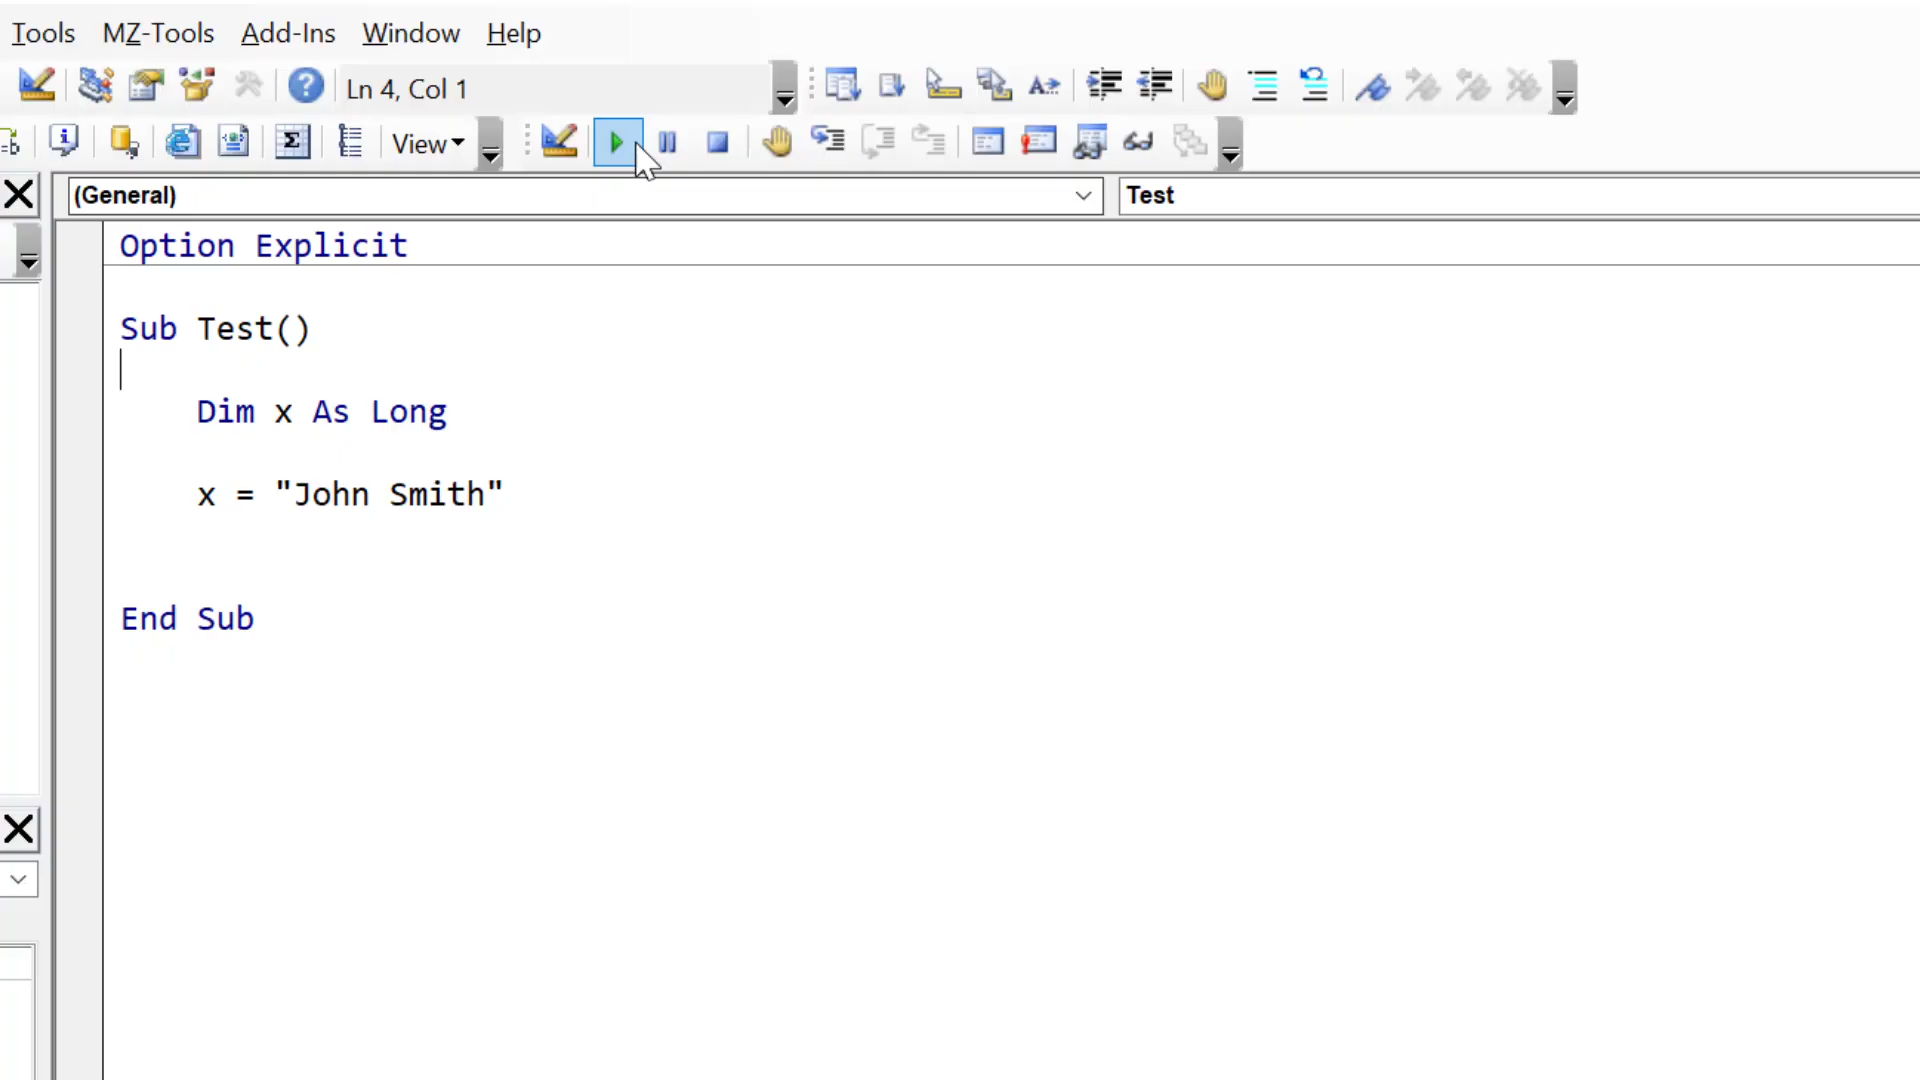 Tools MZ-Tools Add-Ins Window Help
Ln 4, Col 1
View
(General) Test
Option Explicit
Sub Test()
Dim x As Long
x = "John Smith"
End Sub